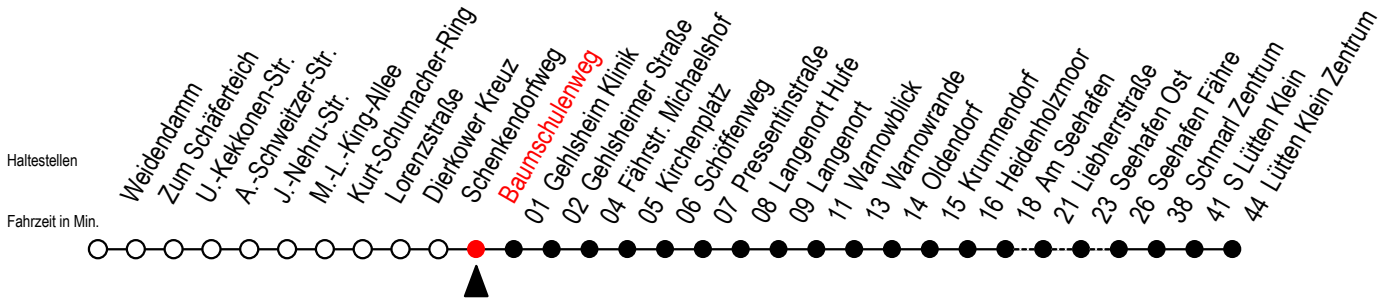 Haltestellen
Fahrzeit in Min.
Weidendamm
Zum Schäferteich
U.-Kekkonen-Str.
A.-Schweitzer-Str.
J.-Nehru-Str.
M.-L.-King-Allee
Kurt-Schumacher-Ring
Lorenzstraße
Dierkower Kreuz
Schenkendorfweg
Baumschulenweg
01 Gehlsheim Klinik
02 Gehlsheimer Straße
04 Fährstr. Michaelshof
05 Kirchenplatz
06 Schöffenweg
07 Pressentinstraße
08 Langenort Hufe
09 Langenort
11 Warnowblick
13 Warnowrande
14 Oldendorf
15 Krummendorf
16 Heidenholzmoor
18 Am Seehafen
21 Liebherrstraße
23 Seehafen Ost
26 Seehafen Fähre
38 Schmarl Zentrum
41 S Lütten Klein
44 Lütten Klein Zentrum